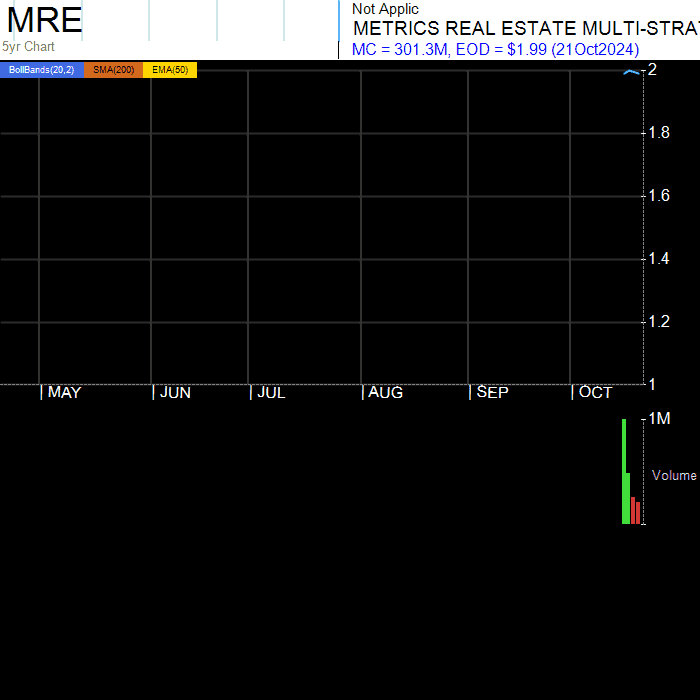 MRE
5yr Chart
Not Applic
METRICS REAL ESTATE MULTI-STRA
MC = 301.3M, EOD = $1.99 (21Oct2024)
BollBands(20,2) SMA(200) EMA(50)
2
1.8
1.6
1.4
1.2
1
MAY JUN JUL AUG SEP OCT
1M
Volume